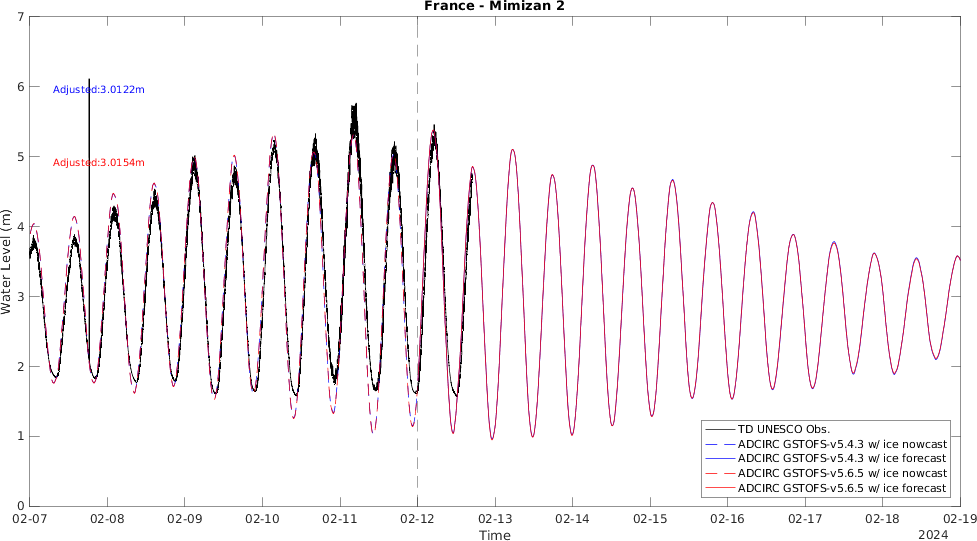 France - Mimizan 2
7
6
5
4
3
2
1
0
Water Level (m)
Adjusted:3.0122m
Adjusted:3.0154m
TD UNESCO Obs.
ADCIRC GSTOFS-v5.4.3 w/ ice nowcast
ADCIRC GSTOFS-v5.4.3 w/ ice forecast
ADCIRC GSTOFS-v5.6.5 w/ ice nowcast
ADCIRC GSTOFS-v5.6.5 w/ ice forecast
02-07 02-08 02-09 02-10 02-11 02-12 02-13 02-14 02-15 02-16 02-17 02-18 02-19
Time
2024